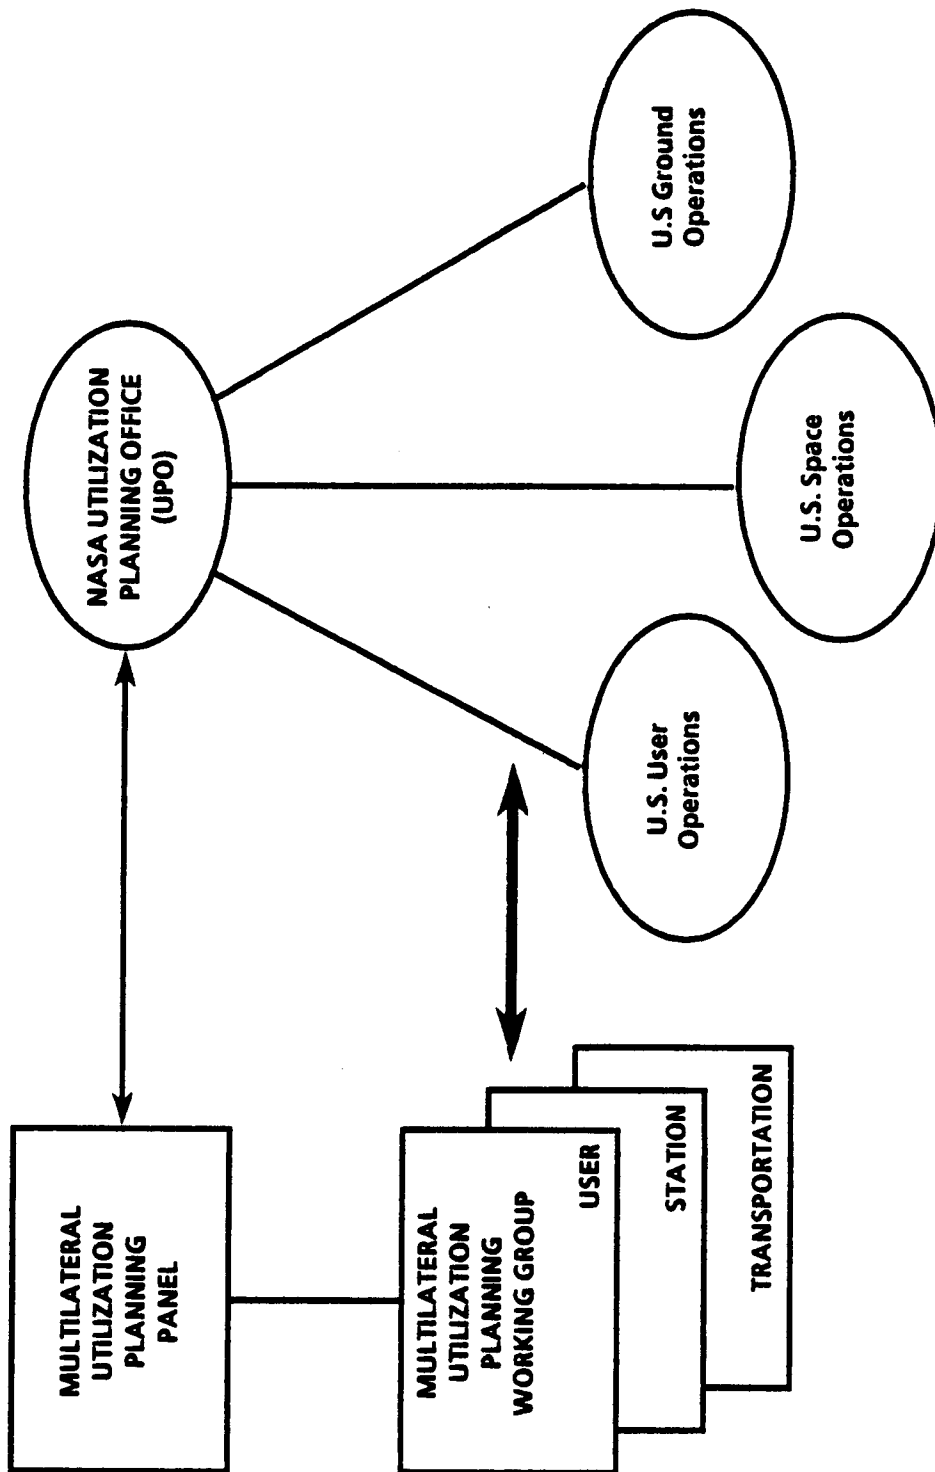 MULTILATERAL
UTILIZATION
PLANNING
PANEL
NASA UTILIZATION
PLANNING OFFICE
(UPO)
MULTILATERAL
UTILIZATION
PLANNING
WORKING GROUP
USER
STATION
TRANSPORTATION
U.S. User
Operations
U.S. Space
Operations
U.S Ground
Operations